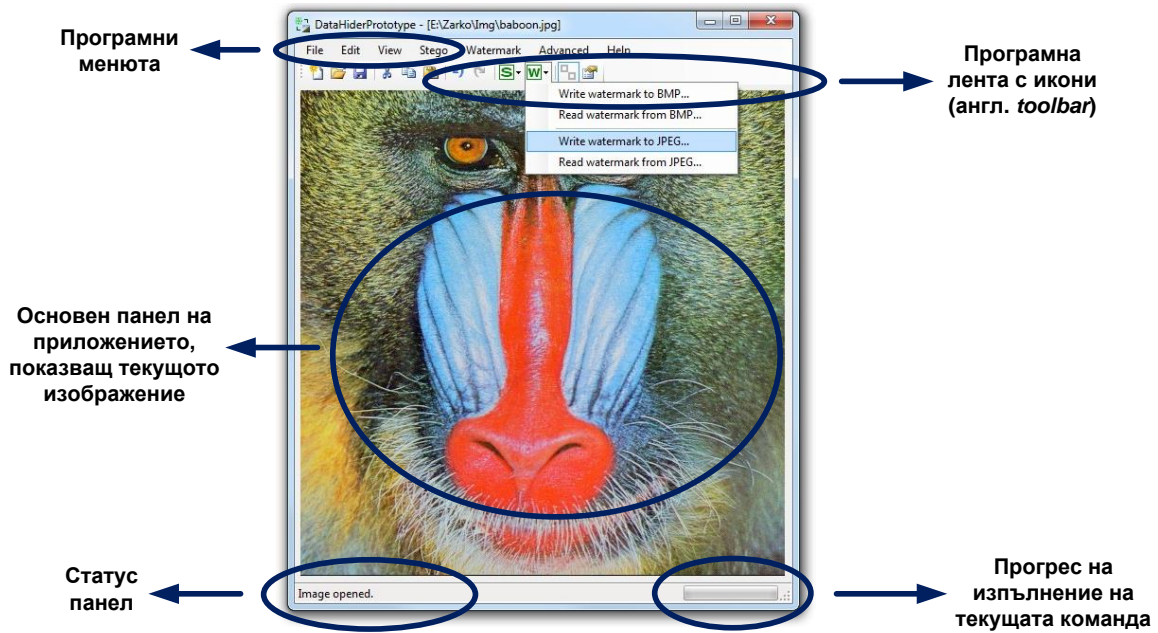 DataHiderPrototype - [E:\Zarko\Img\baboon.jpg]
Програмни
менюта
File Edit View Stego Watermark Advanced Help
Програмна
лента с икони
(англ. toolbar)
S W
Write watermark to BMP...
Read watermark from BMP...
Write watermark to JPEG...
Read watermark from JPEG...
Основен панел на
приложението,
показващ текущото
изображение
Статус
панел
Image opened.
Прогрес на
изпълнение на
текущата команда